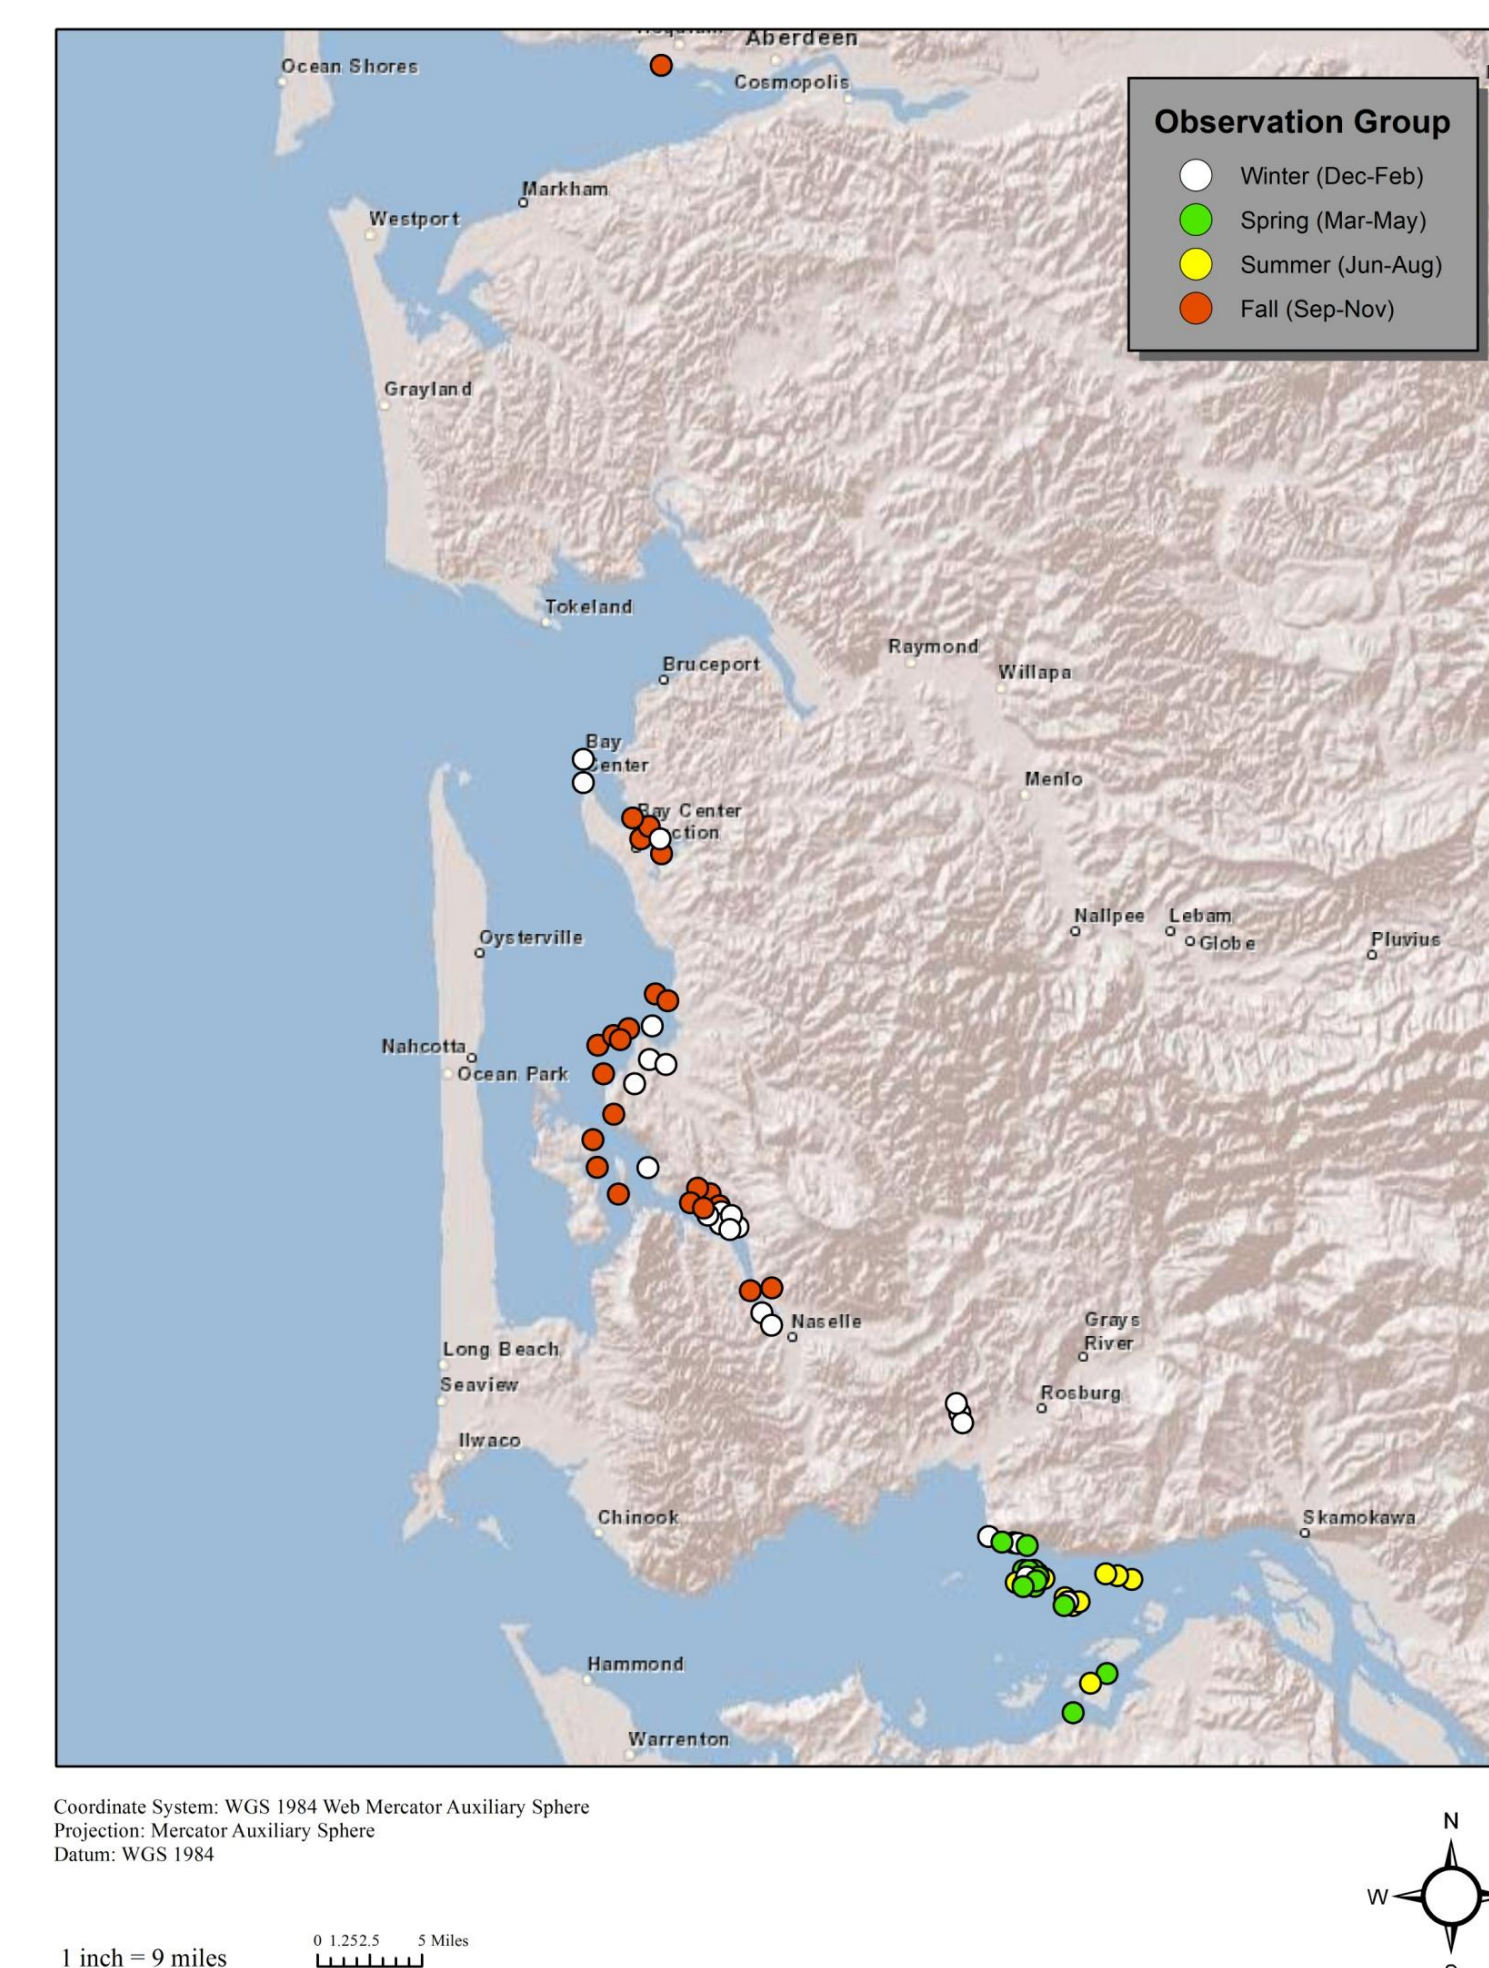 Aberdeen
Ocean Shores
Cosmopolis
Observation Group
Winter (Dec-Feb)
Spring (Mar-May)
Summer (Jun-Aug)
Fall (Sep-Nov)
Markham
Westport
Grayland
Tokeland
Bruceport
Raymond
Willapa
Bay
Menlo
Bay Center
Nallpee
Lebam
Globe
Pluvius
Oysterville
Nahcotta
Ocean Park
Naselle
Grays
River
Long Beach
Seaview
Rosburg
Ilwaco
Chinook
Skamokawa
Hammond
Warrenton
Coordinate System: WGS 1984 Web Mercator Auxiliary Sphere
Projection: Mercator Auxiliary Sphere
Datum: WGS 1984
N
W
1 inch = 9 miles
0 1.252.5 5 Miles